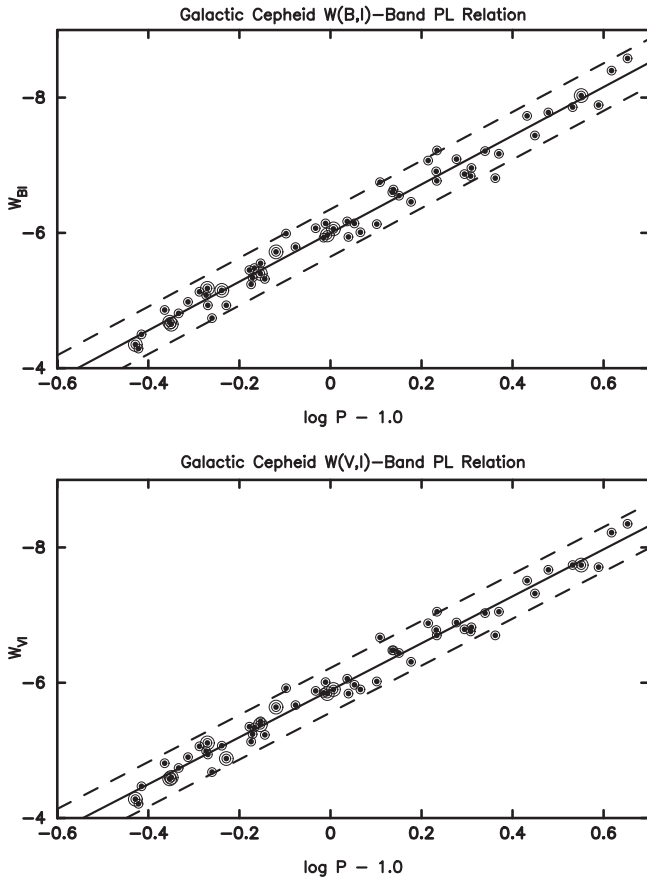 Galactic Cepheid W(B,I)-Band PL Relation
-8
-6
-4
W_BI
-0.6 -0.4 -0.2 0 0.2 0.4 0.6
log P - 1.0
Galactic Cepheid W(V,I)-Band PL Relation
-8
-6
-4
W_VI
-0.6 -0.4 -0.2 0 0.2 0.4 0.6
log P - 1.0